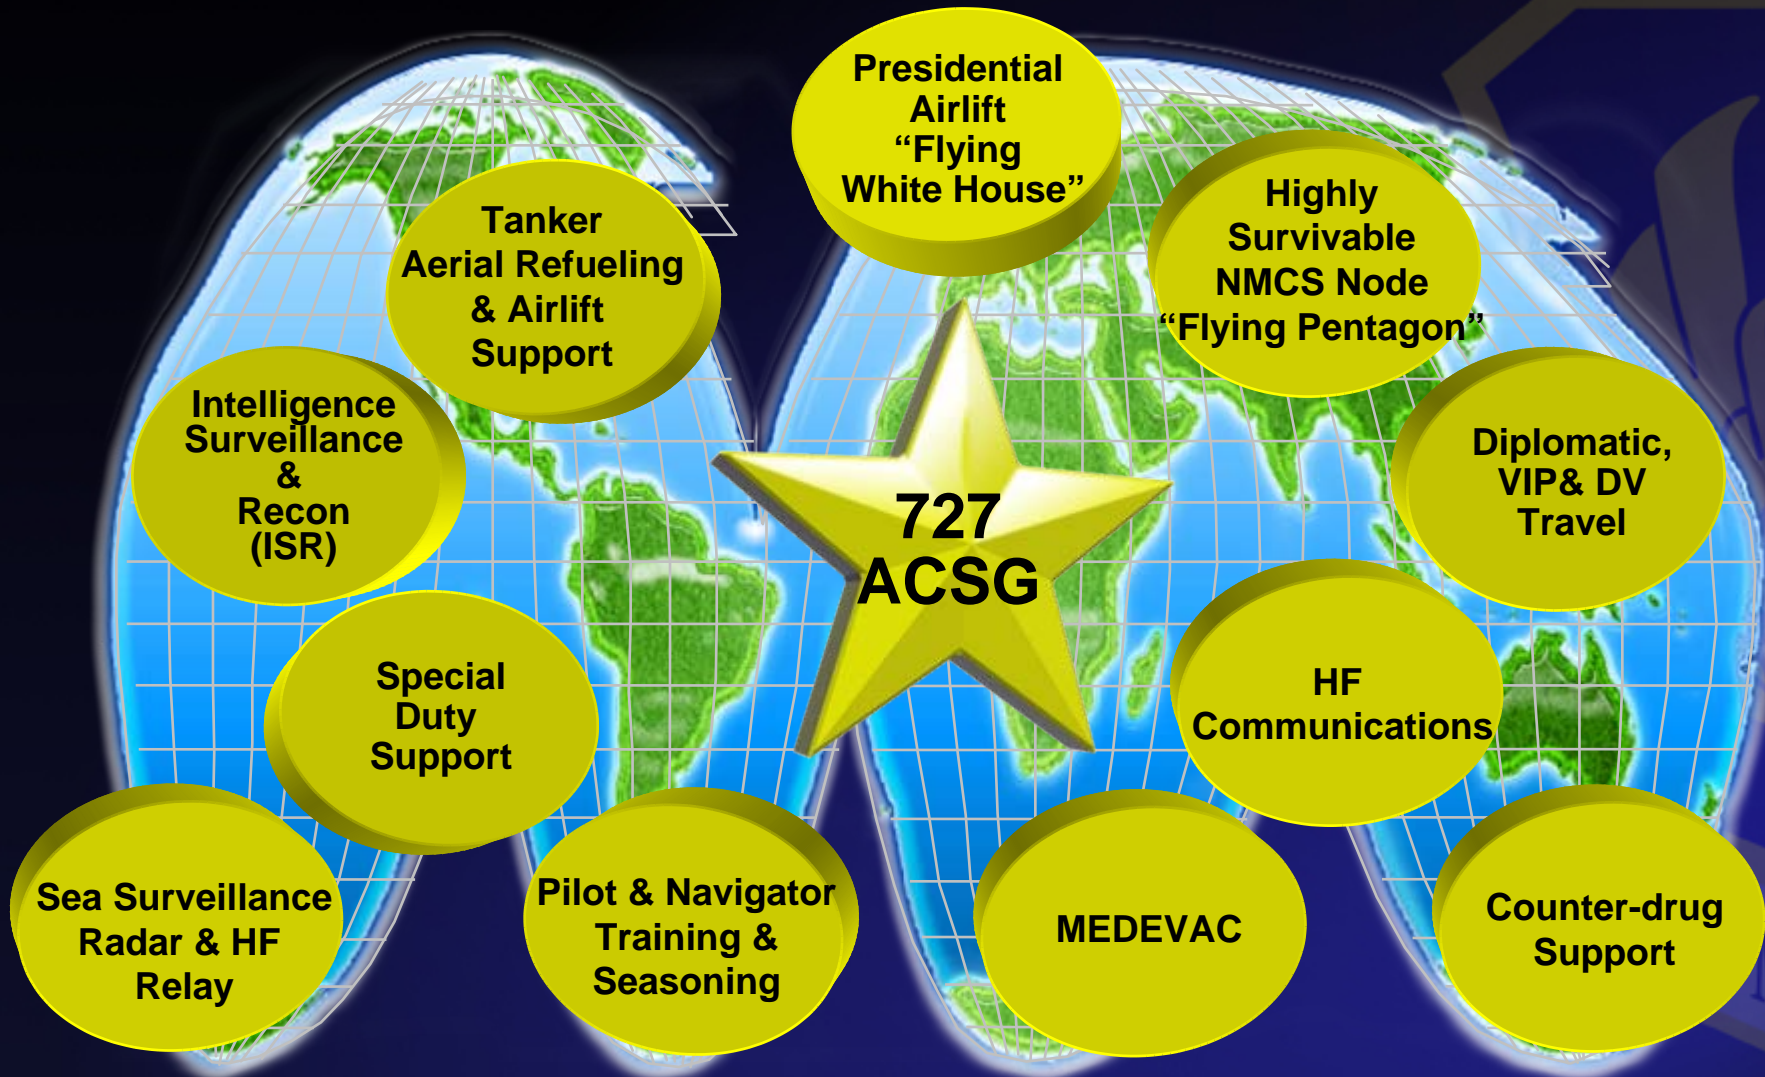 Presidential
Airlift
“Flying
White House”
Tanker
Aerial Refueling
& Airlift
Support
Highly
Survivable
NMCS Node
“Flying Pentagon”
Intelligence
Surveillance
&
Recon
(ISR)
727
ACSG
Diplomatic,
VIP& DV
Travel
Special
Duty
Support
HF
Communications
Sea Surveillance
Radar & HF
Relay
Pilot & Navigator
Training &
Seasoning
MEDEVAC
Counter-drug
Support